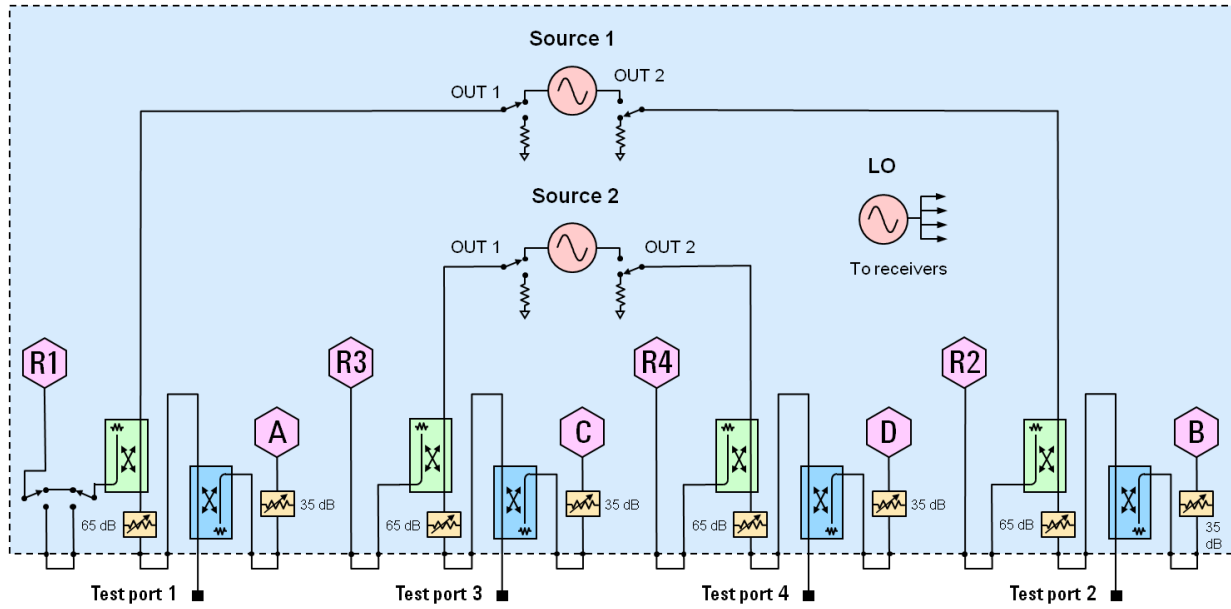 Source 1
OUT 1
OUT 2
LO
Source 2
OUT 1
OUT 2
To receivers
R1
R3
R4
R2
A
C
D
B
65 dB
35 dB
65 dB
35 dB
65 dB
35 dB
65 dB
35
dB
Test port 1
Test port 3
Test port 4
Test port 2